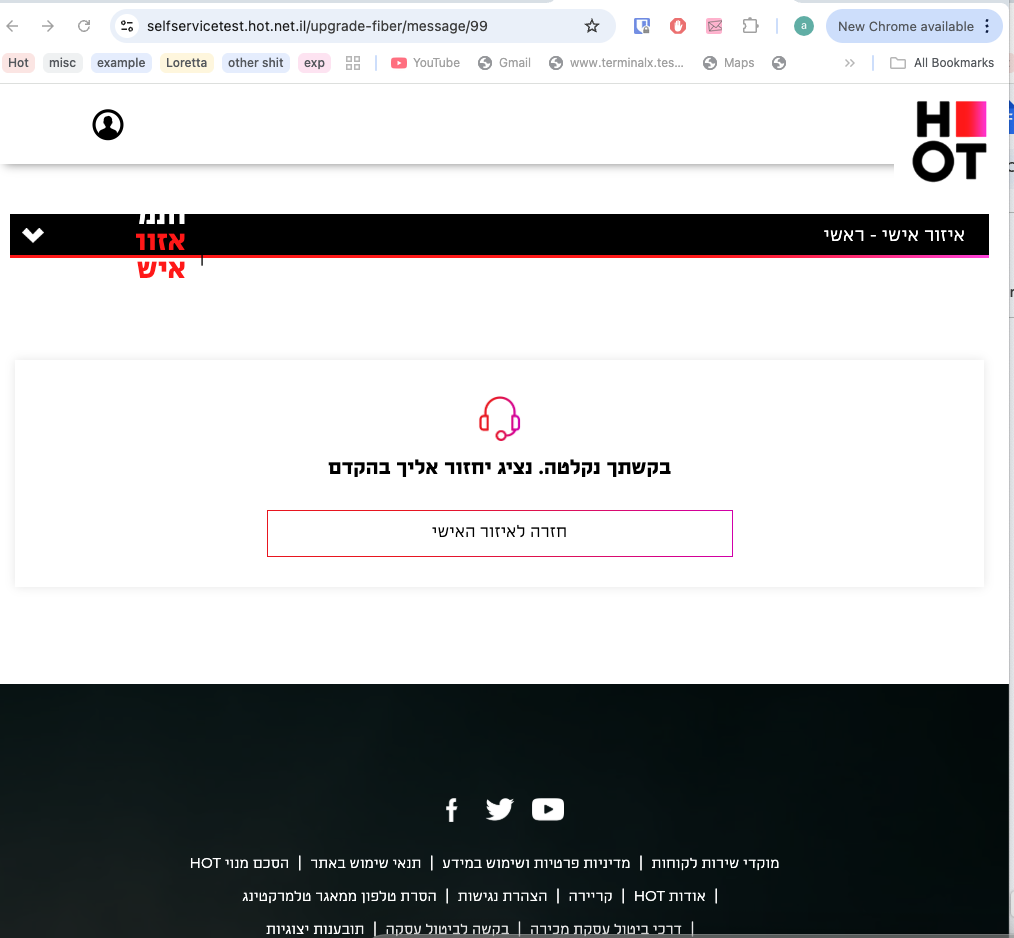 selfservicetest.hot.net.il/upgrade-fiber/message/99
a
New Chrome available
Hot misc example Loretta other shit exp YouTube Gmail www.terminalx.tes... Maps All Bookmarks
HOT
איזור אישי - ראשי
אזור
איש
בקשתך נקלטה. נציג יחזור אליך בהקדם
חזרה לאיזור האישי
מוקדי שירות לקוחות | מדיניות פרטיות ושימוש במידע | תנאי שימוש באתר | הסכם מנוי HOT
| אודות HOT | קריירה | הצהרת נגישות | הסרת טלפון ממאגר טלמרקטינג
| דרכי ביטול עסקת מכירה | בקשה לביטול עסקה | תובענות יצוגיות